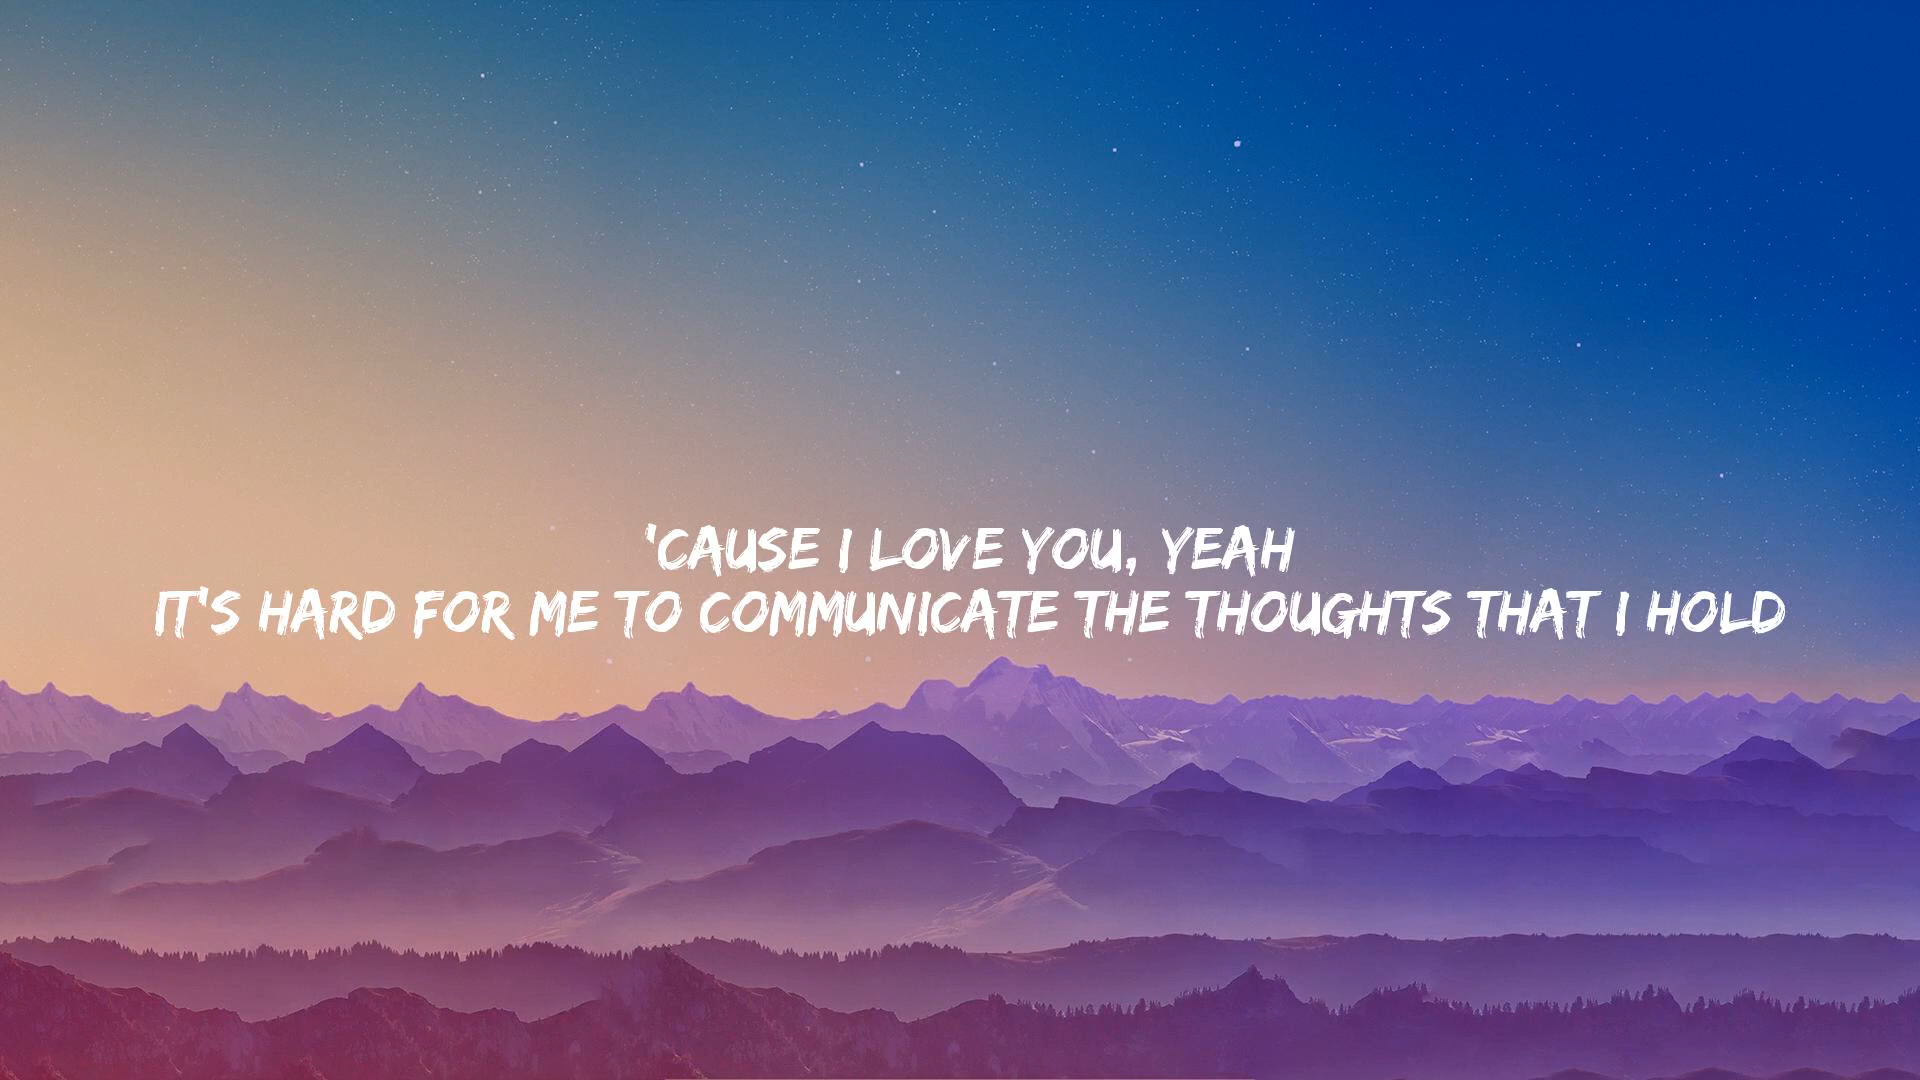 'CAUSE I LOVE YOU, YEAH
IT'S HARD FOR ME TO COMMUNICATE THE THOUGHTS THAT I HOLD